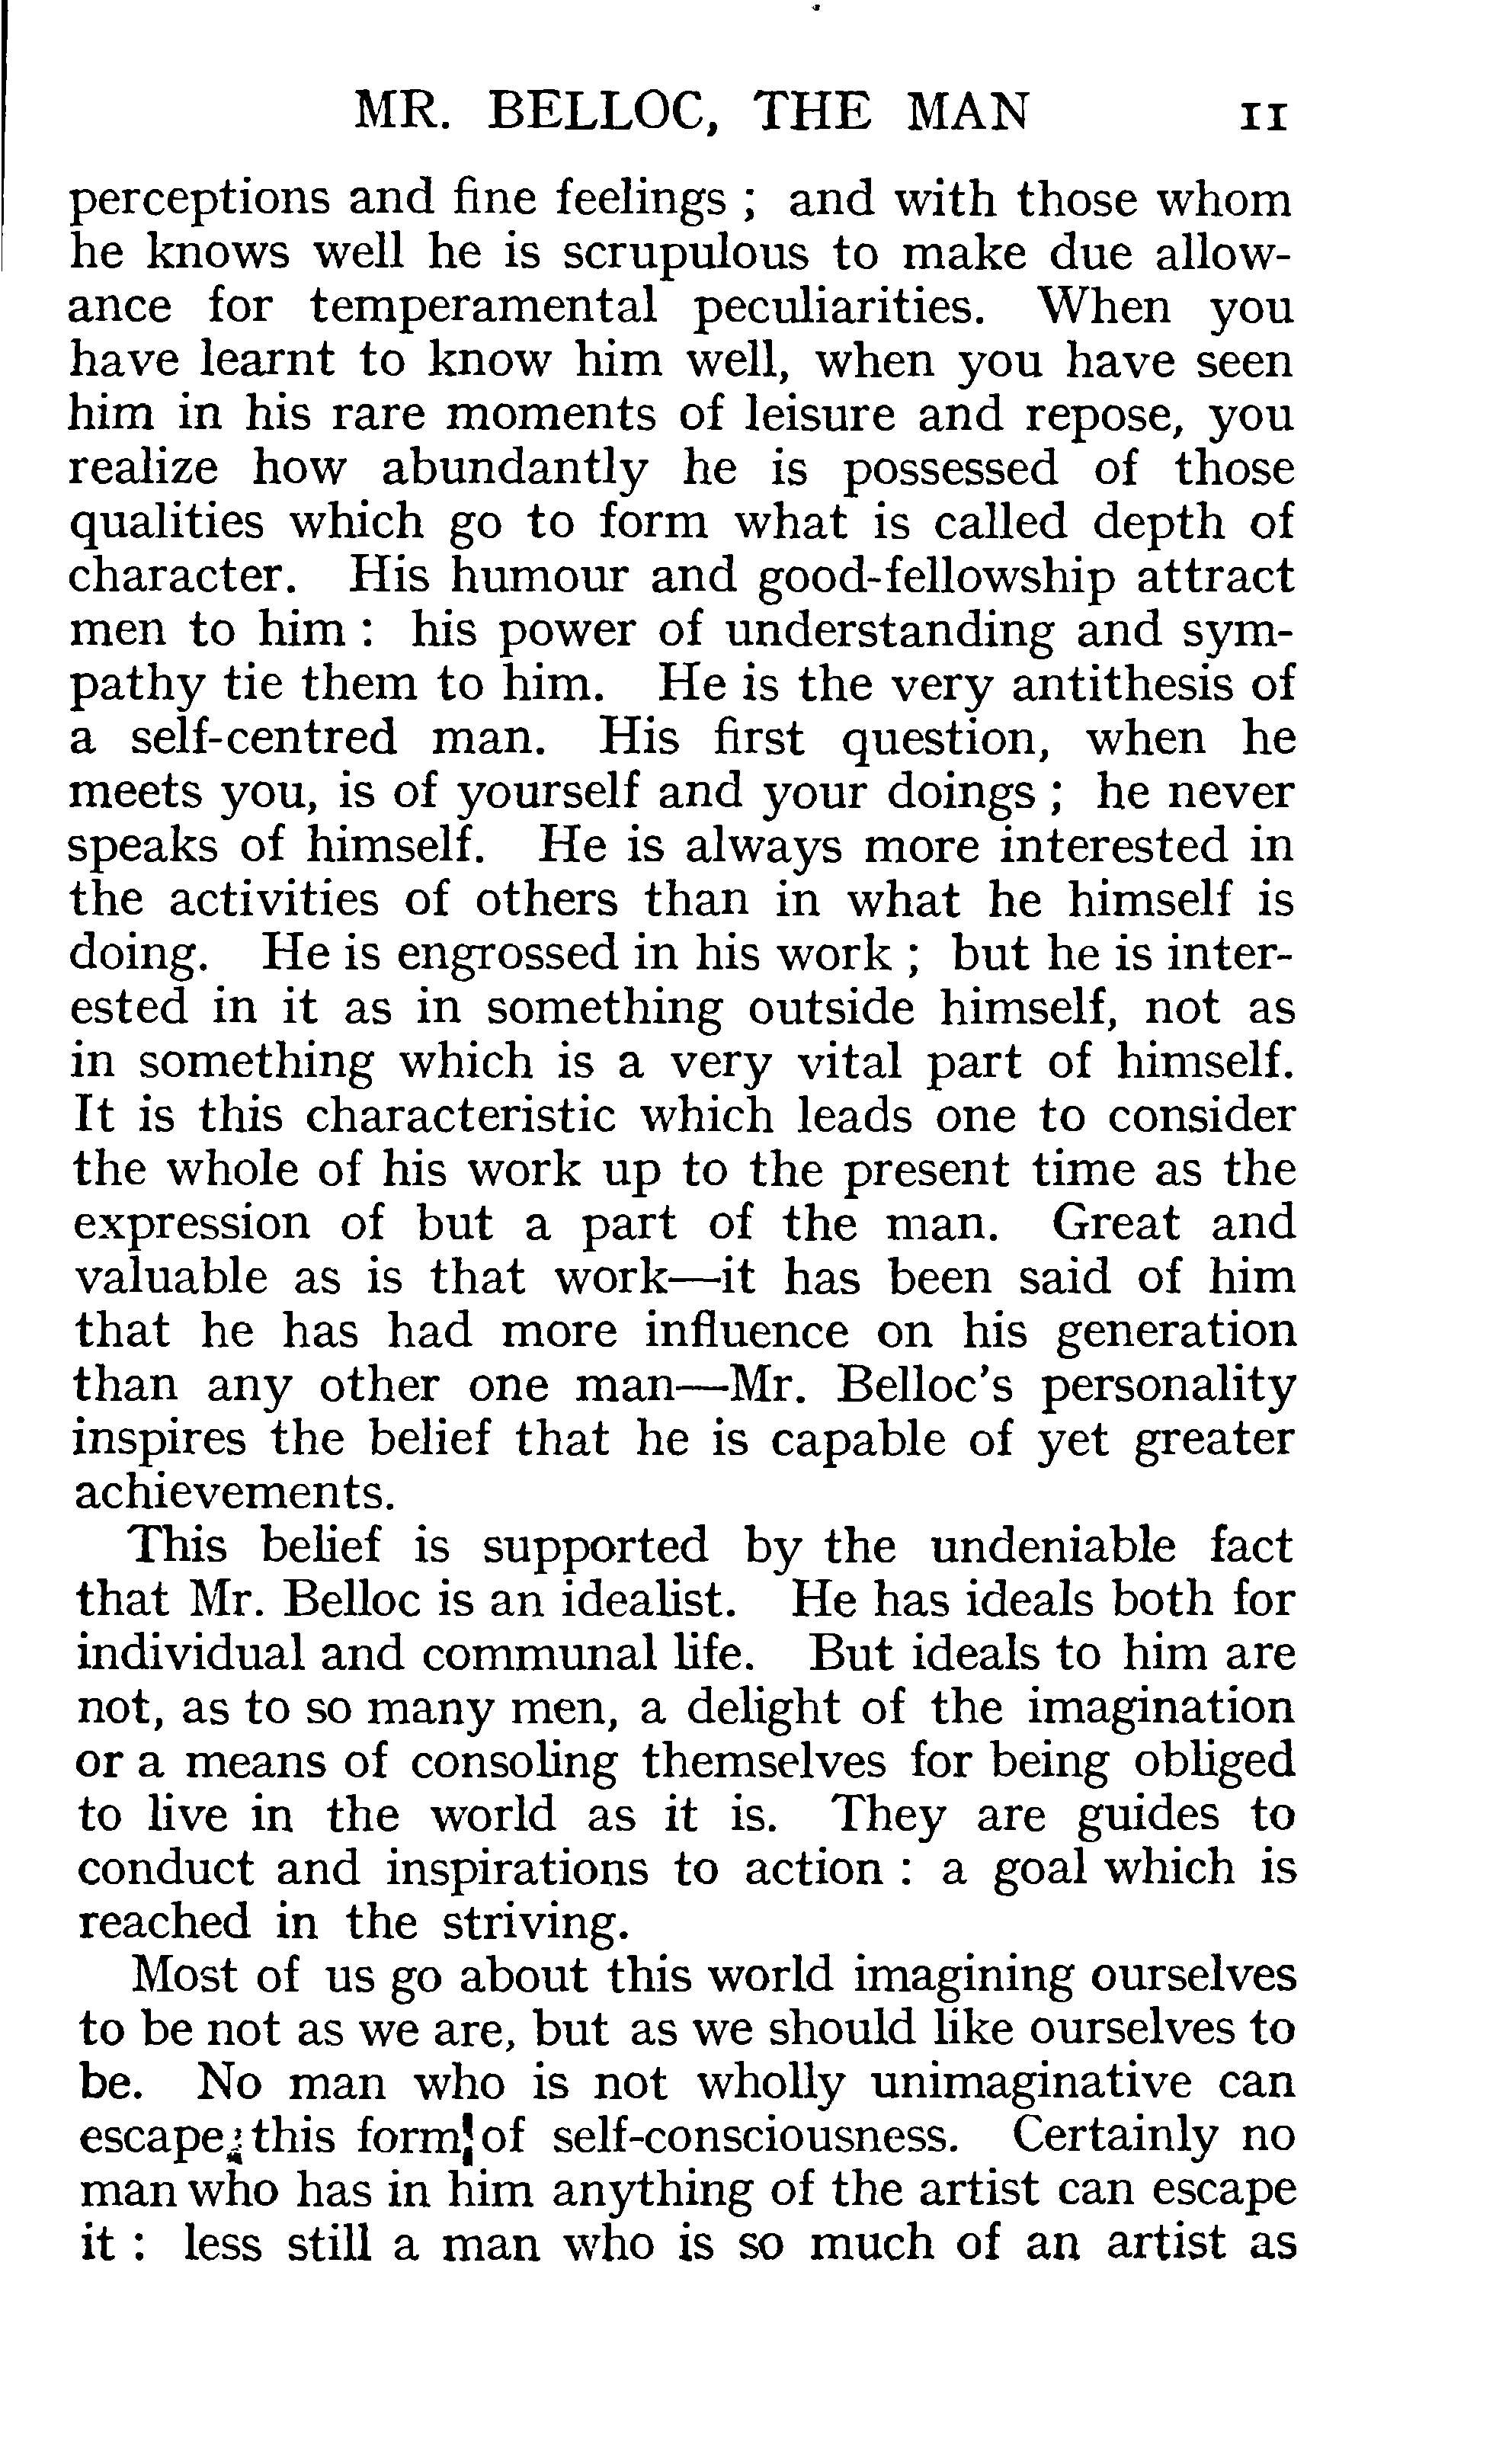 MR. BELLOC, THE MAN 11
perceptions and fine feelings ; and with those whom
he knows well he is scrupulous to make due allow-
ance for temperamental peculiarities. When you
have learnt to know him well, when you have seen
him in his rare moments of leisure and repose, you
realize how abundantly he is possessed of those
qualities which go to form what is called depth of
character. His humour and good-fellowship attract
men to him : his power of understanding and sym-
pathy tie them to him. He is the very antithesis of
a self-centred man. His first question, when he
meets you, is of yourself and your doings ; he never
speaks of himself. He is always more interested in
the activities of others than in what he himself is
doing. He is engrossed in his work ; but he is inter-
ested in it as in something outside himself, not as
in something which is a very vital part of himself.
It is this characteristic which leads one to consider
the whole of his work up to the present time as the
expression of but a part of the man. Great and
valuable as is that work—it has been said of him
that he has had more influence on his generation
than any other one man—Mr. Belloc's personality
inspires the belief that he is capable of yet greater
achievements.
This belief is supported by the undeniable fact
that Mr. Belloc is an idealist. He has ideals both for
individual and communal life. But ideals to him are
not, as to so many men, a delight of the imagination
or a means of consoling themselves for being obliged
to live in the world as it is. They are guides to
conduct and inspirations to action : a goal which is
reached in the striving.
Most of us go about this world imagining ourselves
to be not as we are, but as we should like ourselves to
be. No man who is not wholly unimaginative can
escape this form of self-consciousness. Certainly no
man who has in him anything of the artist can escape
it : less still a man who is so much of an artist as